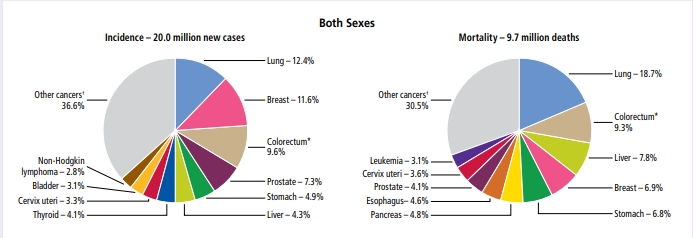 Both Sexes
Incidence – 20.0 million new cases
Lung – 12.4%
Breast – 11.6%
Colorectum*
9.6%
Prostate – 7.3%
Stomach – 4.9%
Liver – 4.3%
Thyroid – 4.1%
Cervix uteri – 3.3%
Bladder – 3.1%
Non-Hodgkin
lymphoma – 2.8%
Other cancers†
36.6%
Mortality – 9.7 million deaths
Lung – 18.7%
Colorectum*
9.3%
Liver – 7.8%
Breast – 6.9%
Stomach – 6.8%
Pancreas – 4.8%
Esophagus– 4.6%
Prostate – 4.1%
Cervix uteri – 3.6%
Leukemia – 3.1%
Other cancers†
30.5%